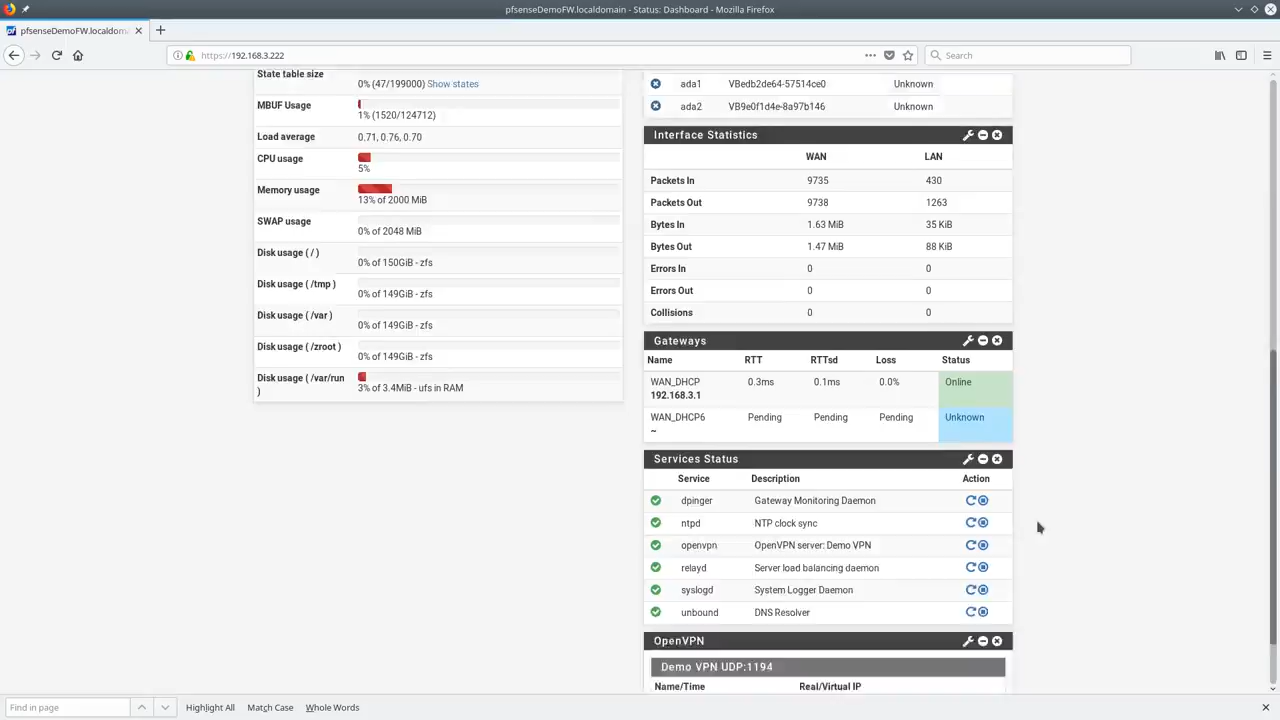 pfsenseDemoFW.localdomain - Status: Dashboard - Mozilla Firefox
pfsenseDemoFW.localdom
https://192.168.3.222
Search
State table size
0% (47/199000) Show states
MBUF Usage
1% (1520/124712)
Load average
0.71, 0.76, 0.70
CPU usage
5%
Memory usage
13% of 2000 MiB
SWAP usage
0% of 2048 MiB
Disk usage ( / )
0% of 150GiB - zfs
Disk usage ( /tmp )
0% of 149GiB - zfs
Disk usage ( /var )
0% of 149GiB - zfs
Disk usage ( /zroot )
0% of 149GiB - zfs
Disk usage ( /var/run
)
3% of 3.4MiB - ufs in RAM
ada1 VBedb2de64-57514ce0 Unknown
ada2 VB9e0f1d4e-8a97b146 Unknown
Interface Statistics
WAN LAN
Packets In 9735 430
Packets Out 9738 1263
Bytes In 1.63 MiB 35 KiB
Bytes Out 1.47 MiB 88 KiB
Errors In 0 0
Errors Out 0 0
Collisions 0 0
Gateways
Name RTT RTTsd Loss Status
WAN_DHCP 0.3ms 0.1ms 0.0% Online
192.168.3.1
WAN_DHCP6 Pending Pending Pending Unknown
~
Services Status
Service Description Action
dpinger Gateway Monitoring Daemon
ntpd NTP clock sync
openvpn OpenVPN server: Demo VPN
relayd Server load balancing daemon
syslogd System Logger Daemon
unbound DNS Resolver
OpenVPN
Demo VPN UDP:1194
Name/Time Real/Virtual IP
Find in page
Highlight All Match Case Whole Words